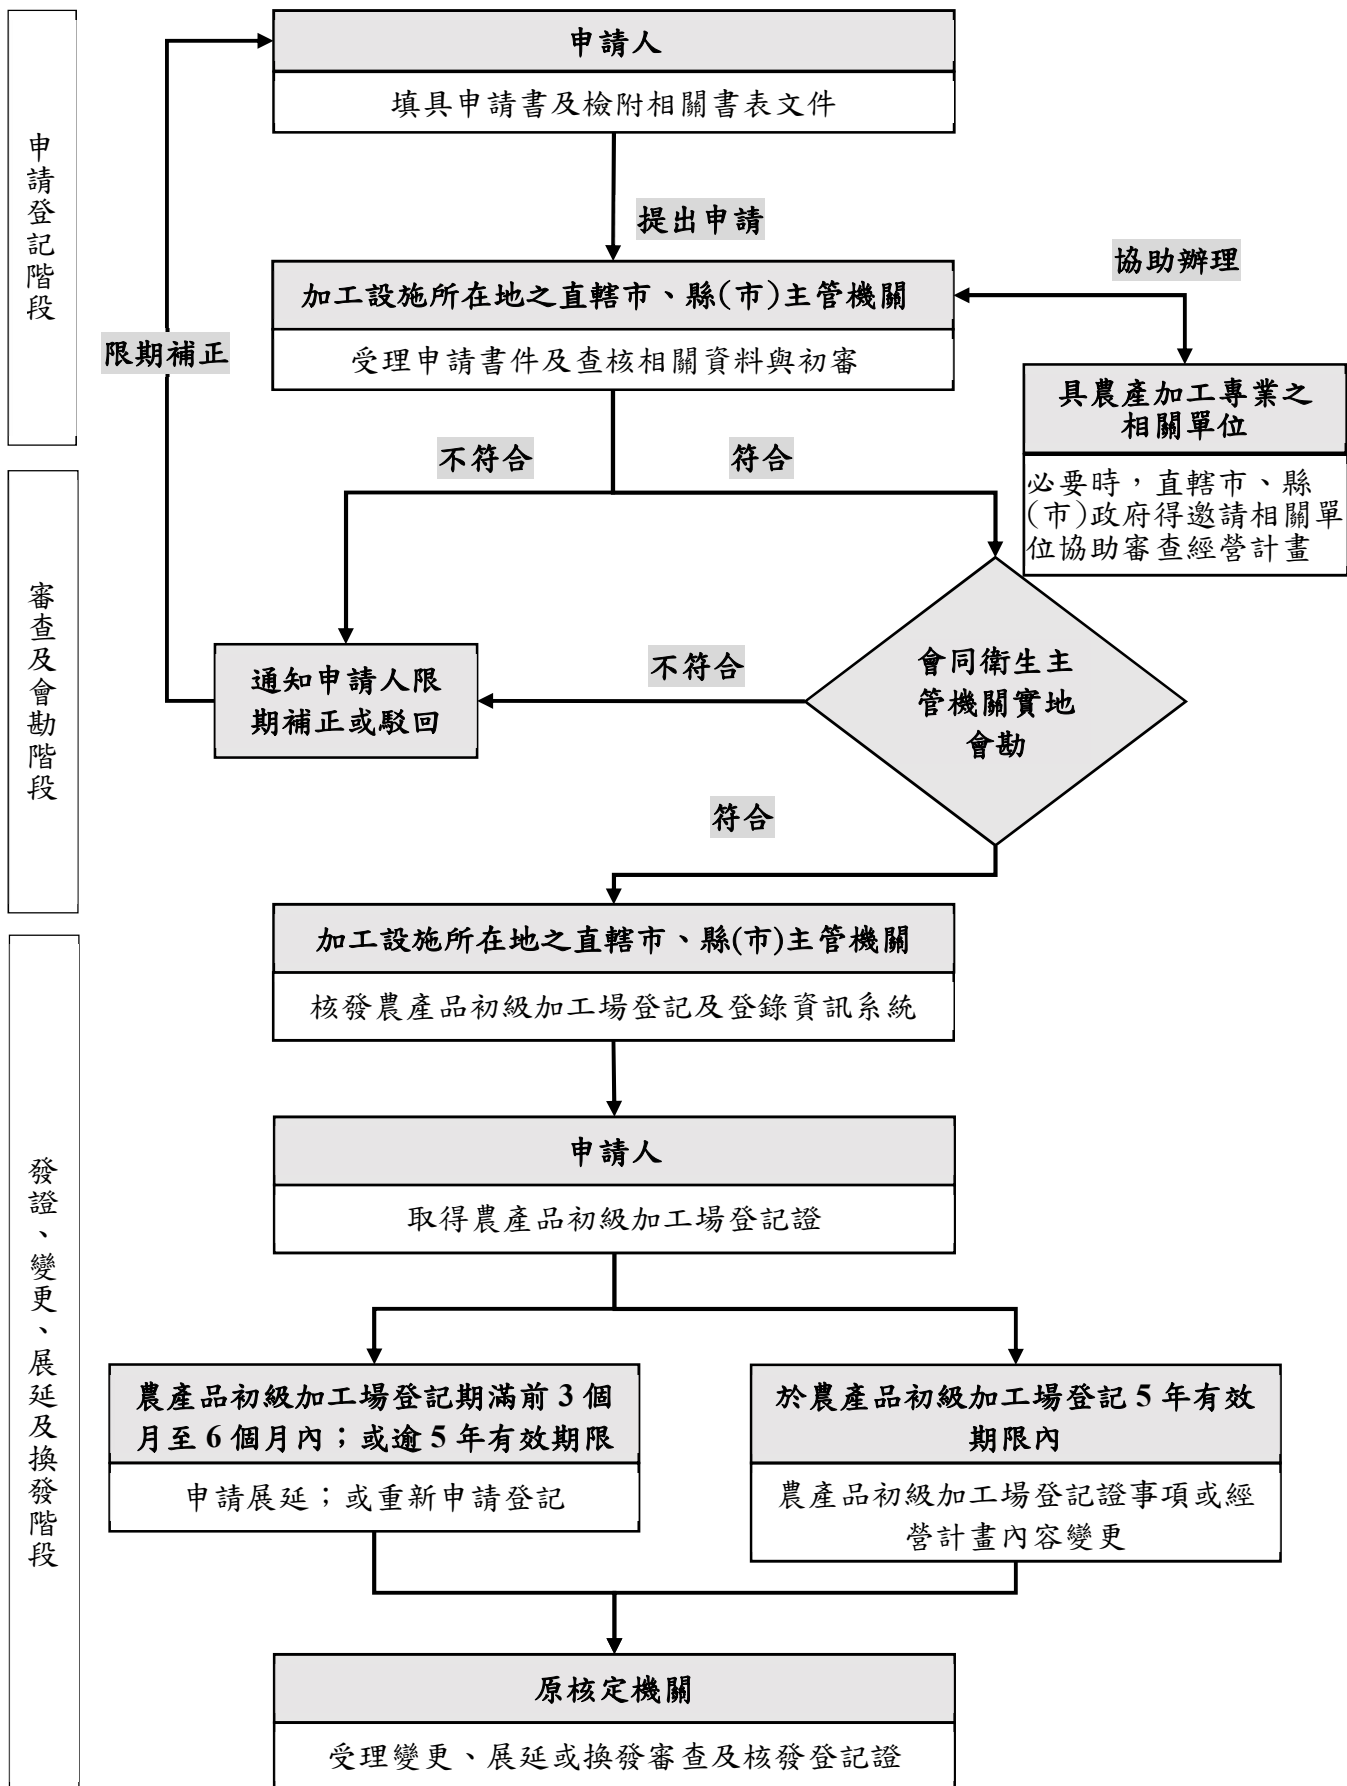 申請登記階段
申請人
填具申請書及檢附相關書表文件
提出申請
協助辦理
加工設施所在地之直轄市、縣(市)主管機關
受理申請書件及查核相關資料與初審
限期補正
具農產加工專業之
相關單位
必要時，直轄市、縣
(市)政府得邀請相關單
位協助審查經營計畫
不符合
符合
審查及會勘階段
通知申請人限
期補正或駁回
不符合
會同衛生主
管機關實地
會勘
符合
發證、變更、展延及換發階段
加工設施所在地之直轄市、縣(市)主管機關
核發農產品初級加工場登記及登錄資訊系統
申請人
取得農產品初級加工場登記證
農產品初級加工場登記期滿前 3 個
月至 6 個月內；或逾 5 年有效期限
申請展延；或重新申請登記
於農產品初級加工場登記 5 年有效
期限內
農產品初級加工場登記證事項或經
營計畫內容變更
原核定機關
受理變更、展延或換發審查及核發登記證